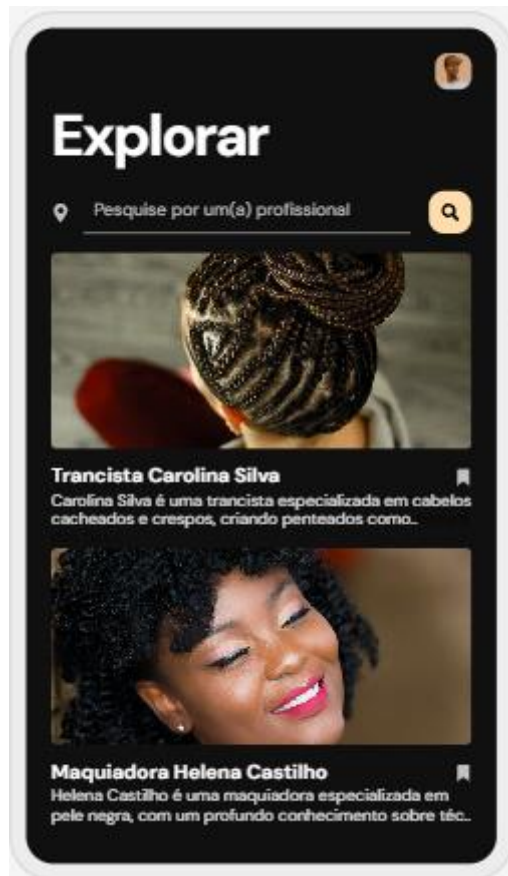 Explorar
Pesquise por um(a) profissional
Trancista Carolina Silva
Carolina Silva é uma trancista especializada em cabelos
cacheados e crespos, criando penteados como...
Maquiadora Helena Castilho
Helena Castilho é uma maquiadora especializada em
pele negra, com um profundo conhecimento sobre téc...